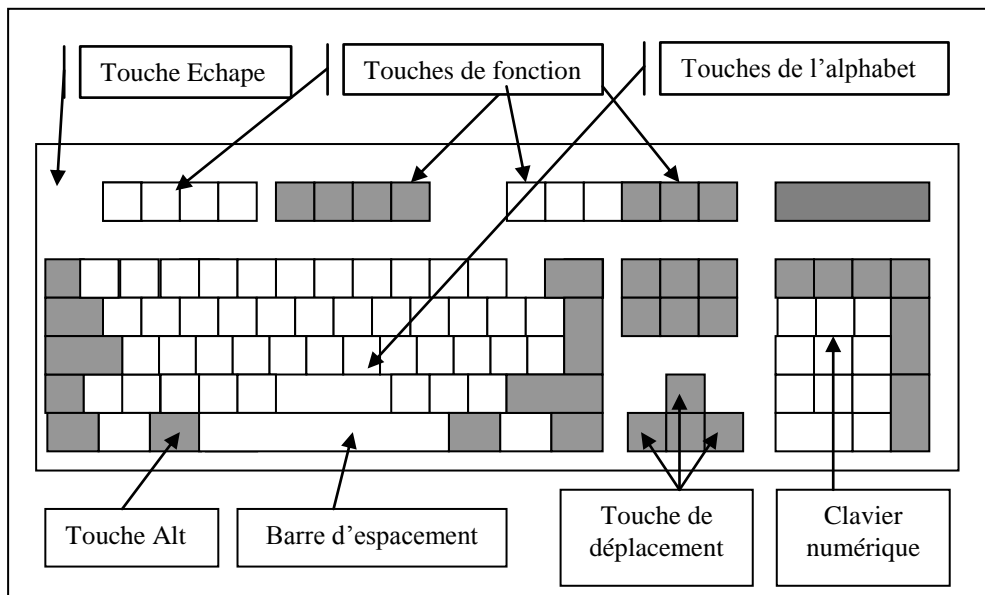 Touche Echape
Touches de fonction
Touches de l’alphabet
Touche Alt
Barre d’espacement
Touche de
déplacement
Clavier
numérique